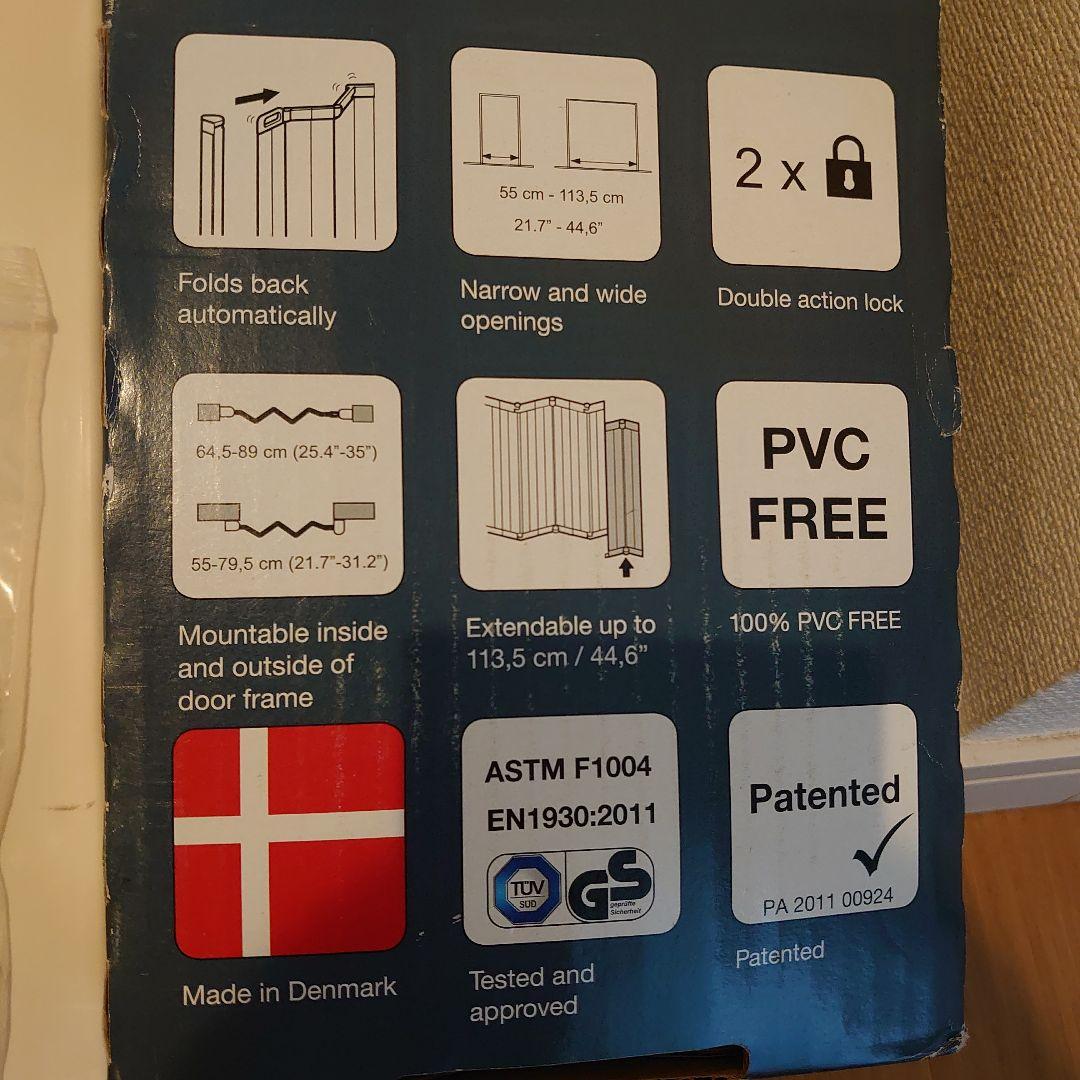 55 cm - 113,5 cm
21.7" - 44,6"
2 x
Folds back
automatically
Narrow and wide
openings
Double action lock
64,5-89 cm (25.4"-35")
55-79,5 cm (21.7"-31.2")
PVC
FREE
Mountable inside
and outside of
door frame
Extendable up to
113,5 cm / 44,6"
100% PVC FREE
ASTM F1004
EN1930:2011
TÜV
SÜD
GS
geprüfte
Sicherheit
Patented
PA 2011 00924
Made in Denmark
Tested and
approved
Patented